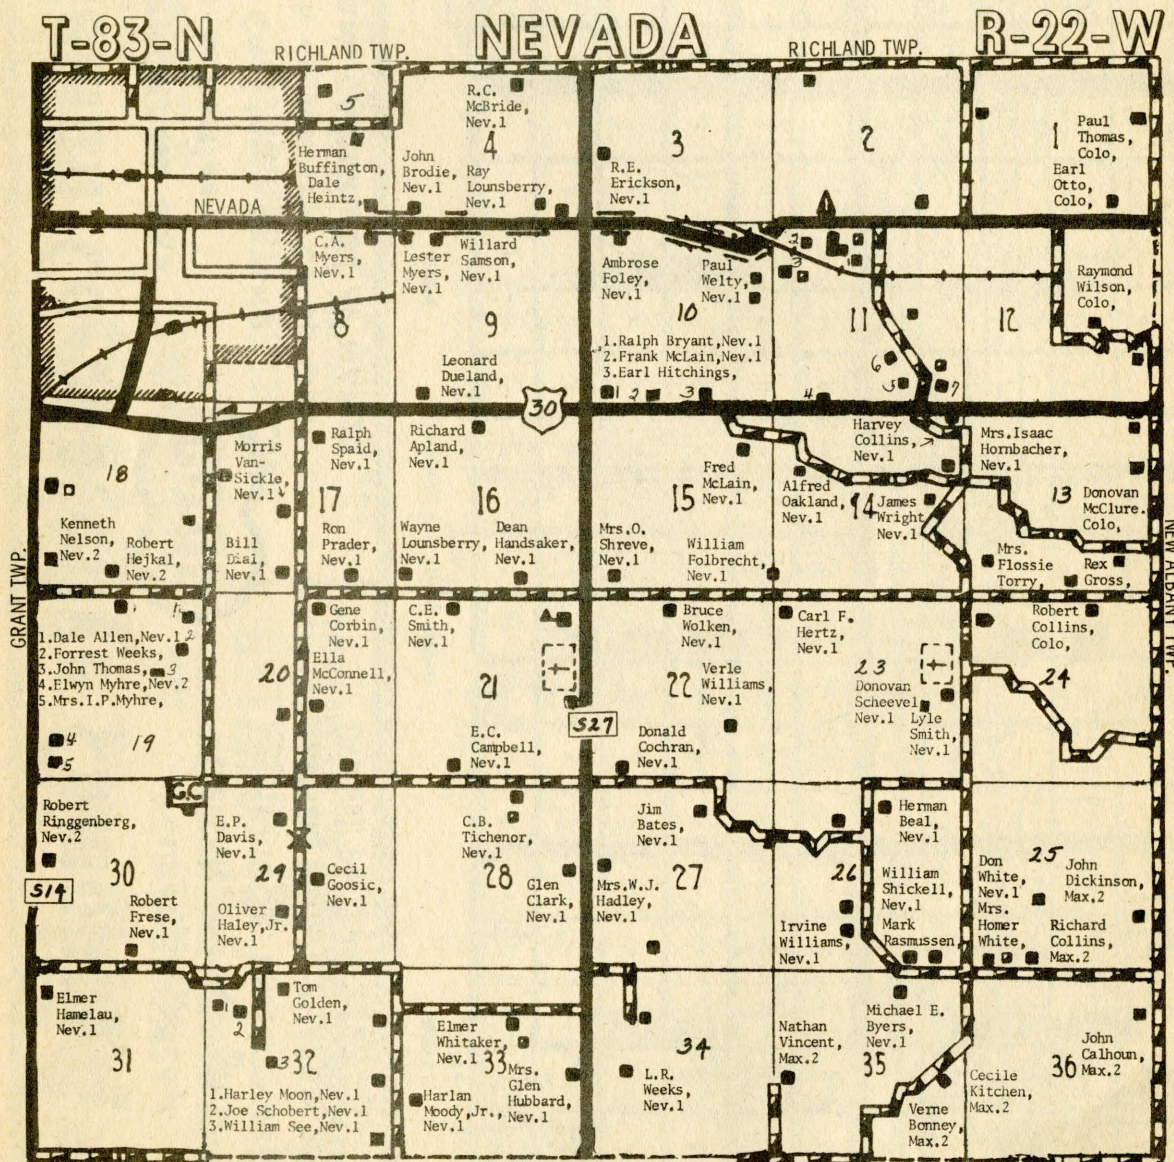 T-83-N
NEVADA
R-22-W
RICHLAND TWP.
RICHLAND TWP.
5
R.C.
McBride,
Nev.1
4
3
2
1
Paul
Thomas,
Colo,
Earl
Otto,
Colo,
Herman
Buffington,
Dale
Heintz,
John
Brodie,
Nev.1
Ray
Lounsberry,
Nev.1
R.E.
Erickson,
Nev.1
NEVADA
C.A.
Myers,
Nev.1
Lester
Myers,
Nev.1
Willard
Samson,
Nev.1
Ambrose
Foley,
Nev.1
Paul
Welty,
Nev.1
2
1
3
Raymond
Wilson,
Colo,
8
9
10
11
12
1.Ralph Bryant,Nev.1
2.Frank McLain,Nev.1
3.Earl Hitchings,
Leonard
Dueland,
Nev.1
1
2
3
4
5
6
7
30
18
Morris
Van-
Sickle,
Nev.1
Ralph
Spaid,
Nev.1
Richard
Apland,
Nev.1
Harvey
Collins,
Nev.1
Mrs.Isaac
Hornbacher,
Nev.1
17
16
15
Fred
McLain,
Nev.1
Alfred
Oakland,
Nev.1
14
James
Wright,
Nev.1
13
Donovan
McClure.
Colo,
Kenneth
Nelson,
Nev.2
Robert
Hejkal,
Nev.2
Bill
Dial,
Nev.1
Ron
Prader,
Nev.1
Wayne
Lounsberry,
Nev.1
Dean
Handsaker,
Nev.1
Mrs.O.
Shreve,
Nev.1
William
Folbrecht,
Nev.1
Mrs.
Flossie
Torry,
Rex
Gross,
GRANT TWP.
NEW ALBANY TWP.
1
1.Dale Allen,Nev.1
2.Forrest Weeks,
3.John Thomas,
4.Elwyn Myhre,Nev.2
5.Mrs.I.P.Myhre,
2
3
4
5
19
20
Gene
Corbin,
Nev.1
Ella
McConnell,
Nev.1
C.E.
Smith,
Nev.1
21
E.C.
Campbell,
Nev.1
S27
Bruce
Wolken,
Nev.1
22
Verle
Williams,
Nev.1
Donald
Cochran,
Nev.1
Carl F.
Hertz,
Nev.1
23
Donovan
Scheevel,
Nev.1
Lyle
Smith,
Nev.1
Robert
Collins,
Colo,
24
G.C
Robert
Ringgenberg,
Nev.2
S14
30
Robert
Frese,
Nev.1
E.P.
Davis,
Nev.1
29
Oliver
Haley,Jr.
Nev.1
Cecil
Goosic,
Nev.1
C.B.
Tichenor,
Nev.1
28
Glen
Clark,
Nev.1
Jim
Bates,
Nev.1
Mrs.W.J.
Hadley,
Nev.1
27
26
Irvine
Williams,
Nev.1
Herman
Beal,
Nev.1
William
Shickell,
Nev.1
Mark
Rasmussen
25
Don
White,
Nev.1
Mrs.
Homer
White,
John
Dickinson,
Max.2
Richard
Collins,
Max.2
Elmer
Hamelau,
Nev.1
31
1
2
Tom
Golden,
Nev.1
3
32
1.Harley Moon,Nev.1
2.Joe Schobert,Nev.1
3.William See,Nev.1
Elmer
Whitaker,
Nev.1
33
Mrs.
Glen
Hubbard,
Nev.1
Harlan
Moody,Jr.,
Nev.1
34
L.R.
Weeks,
Nev.1
Nathan
Vincent,
Max.2
Michael E.
Byers,
Nev.1
35
Verne
Bonney,
Max.2
Cecile
Kitchen,
Max.2
36
John
Calhoun,
Max.2